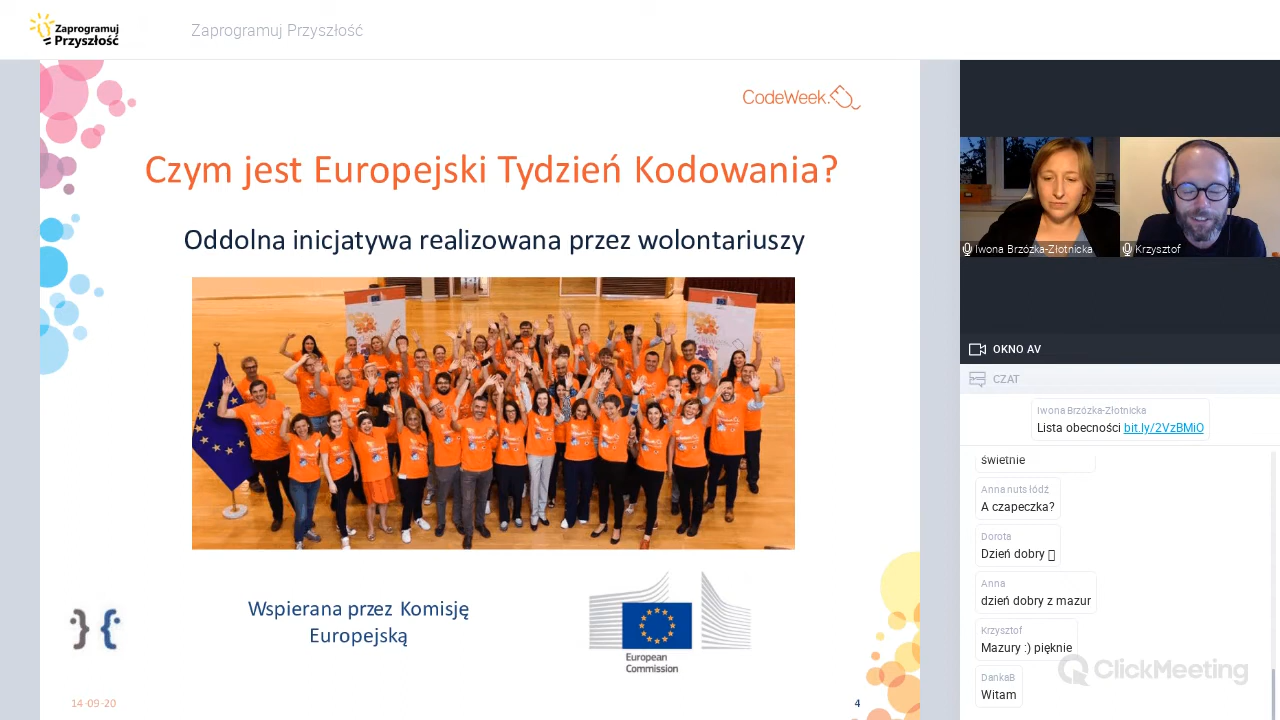 Zaprogramuj
Przyszłość
Zaprogramuj Przyszłość
CodeWeek.
Czym jest Europejski Tydzień Kodowania?
Oddolna inicjatywa realizowana przez wolontariuszy
Wspierana przez Komisję
Europejską
European
Commission
14-09-20
4
Iwona Brzózka-Złotnicka
Krzysztof
OKNO AV
CZAT
Iwona Brzózka-Złotnicka
Lista obecności bit.ly/2VzBMiO
świetnie
Anna nuts łódź
A czapeczka?
Dorota
Dzień dobry
Anna
dzień dobry z mazur
Krzysztof
Mazury :) pięknie
DankaB
Witam
ClickMeeting